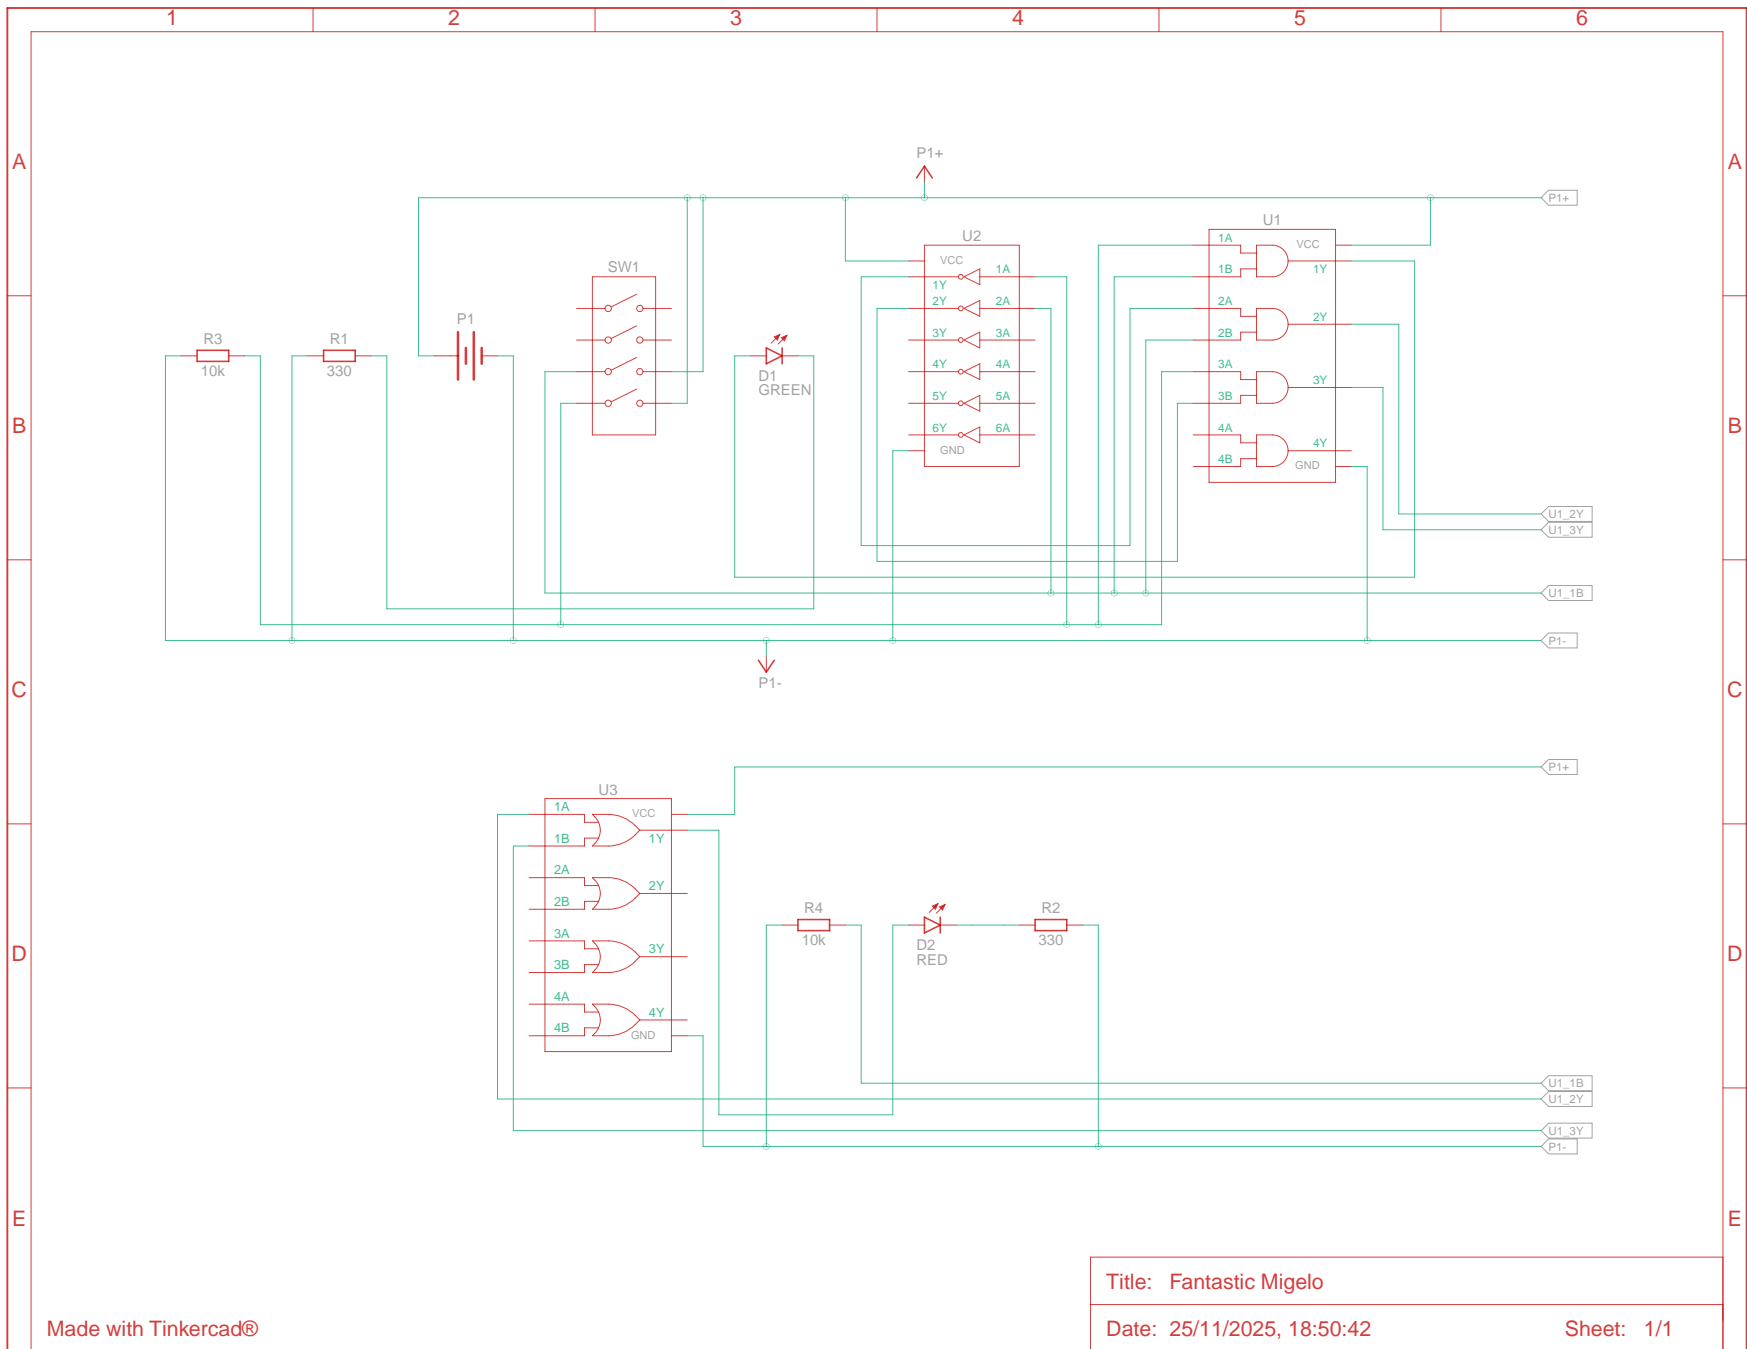 1 2 3 4 5 6
A A
P1+
P1+
U1
U2
1A VCC
SW1
VCC 1A
1B 1Y
1Y
2Y 2A
2A
2Y
P1
R3 R1
3Y 3A
2B
10k 330
D1
GREEN
4Y 4A
3A
3Y
5Y 5A
3B
B B
6Y 6A
4A
4Y
GND
4B GND
U1_2Y
U1_3Y
U1_1B
P1-
P1-
C C
P1+
U3
1A VCC
1B 1Y
2A
2Y
2B
R4 R2
10k 330
D2
RED
3A
3Y
3B
D D
4A
4Y
4B GND
U1_1B
U1_2Y
U1_3Y
P1-
E E
Title: Fantastic Migelo
Made with Tinkercad®
Date: 25/11/2025, 18:50:42 Sheet: 1/1